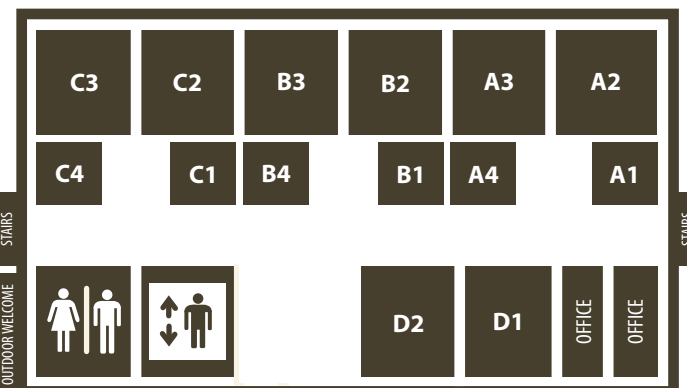 C3 C2 B3 B2 A3 A2
C4 C1 B4 B1 A4 A1
STAIRS
STAIRS
OUTDOOR WELCOME
D2 D1 OFFICE OFFICE